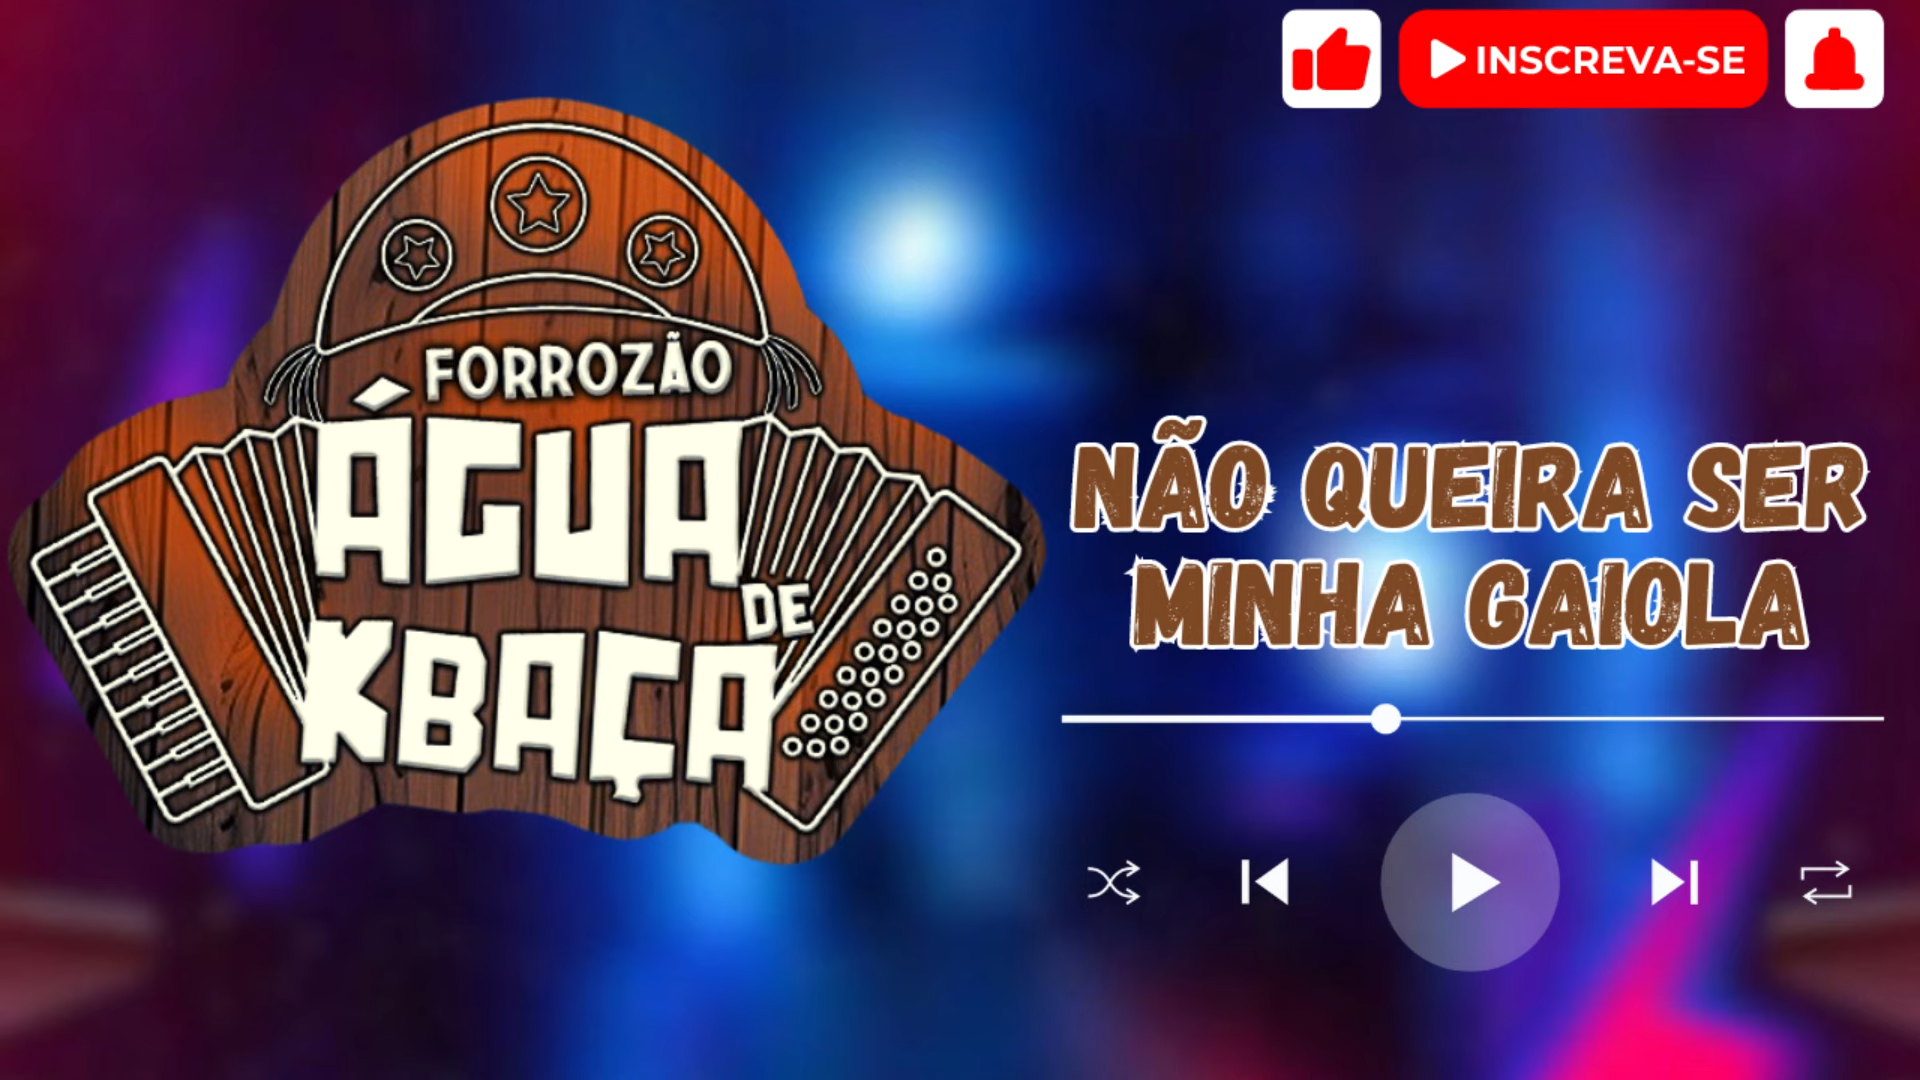 INSCREVA-SE
FORROZÃO
ÁGUA
DE
KBAÇA
NÃO QUEIRA SER
MINHA GAIOLA